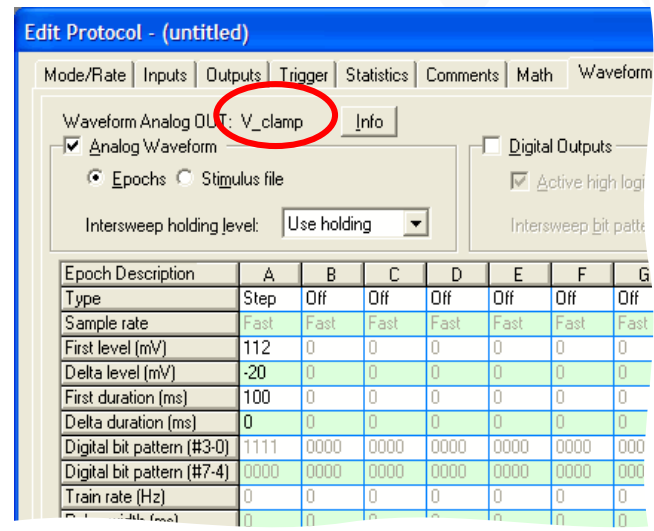 Edit Protocol - (untitled)
Mode/Rate Inputs Outputs Trigger Statistics Comments Math Waveform
Waveform Analog OUT: V_clamp Info
Analog Waveform Digital Outputs
Epochs Stimulus file Active high logi
Intersweep holding level: Use holding Intersweep bit patte
Epoch Description A B C D E F G
Type Step Off Off Off Off Off Off
Sample rate Fast Fast Fast Fast Fast Fast Fast
First level (mV) 112 0 0 0 0 0 0
Delta level (mV) -20 0 0 0 0 0 0
First duration (ms) 100 0 0 0 0 0 0
Delta duration (ms) 0 0 0 0 0 0 0
Digital bit pattern (#3-0) 1111 0000 0000 0000 0000 0000 000
Digital bit pattern (#7-4) 0000 0000 0000 0000 0000 0000 000
Train rate (Hz) 0 0 0 0 0 0 0